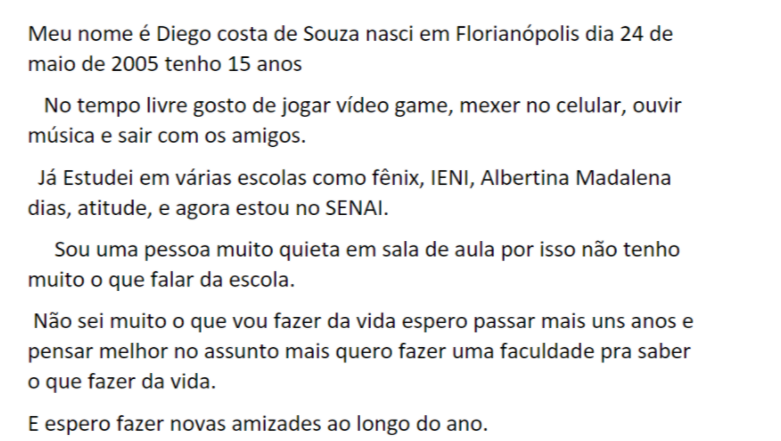 Meu nome é Diego costa de Souza nasci em Florianópolis dia 24 de
maio de 2005 tenho 15 anos
No tempo livre gosto de jogar vídeo game, mexer no celular, ouvir
música e sair com os amigos.
Já Estudei em várias escolas como fênix, IENI, Albertina Madalena
dias, atitude, e agora estou no SENAI.
Sou uma pessoa muito quieta em sala de aula por isso não tenho
muito o que falar da escola.
Não sei muito o que vou fazer da vida espero passar mais uns anos e
pensar melhor no assunto mais quero fazer uma faculdade pra saber
o que fazer da vida.
E espero fazer novas amizades ao longo do ano.